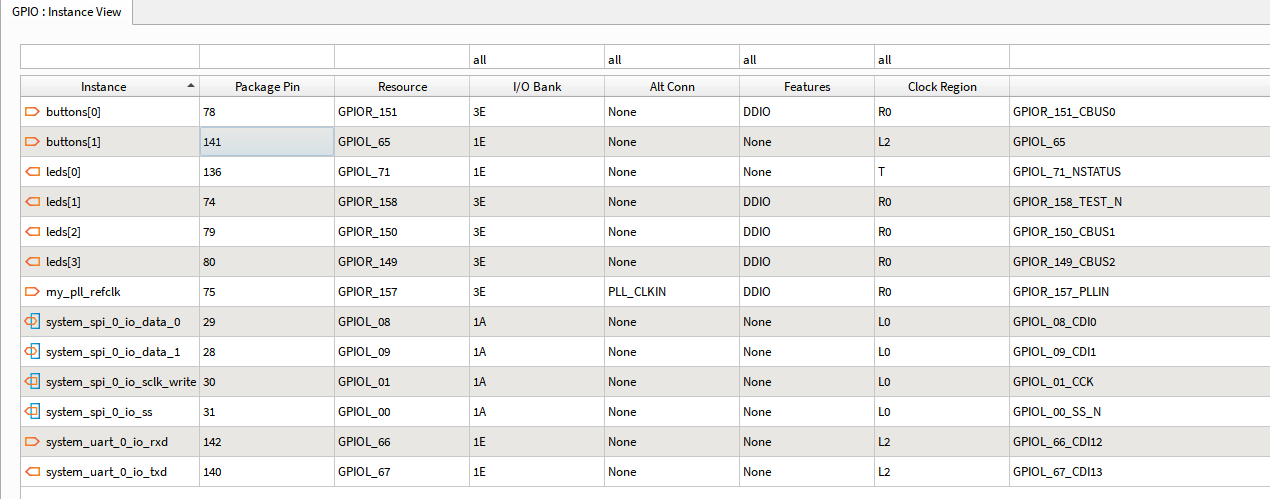 GPIO : Instance View
all all all all
Instance Package Pin Resource I/O Bank Alt Conn Features Clock Region
buttons[0] 78 GPIOR_151 3E None DDIO R0 GPIOR_151_CBUS0
buttons[1] 141 GPIOL_65 1E None None L2 GPIOL_65
leds[0] 136 GPIOL_71 1E None None T GPIOL_71_NSTATUS
leds[1] 74 GPIOR_158 3E None DDIO R0 GPIOR_158_TEST_N
leds[2] 79 GPIOR_150 3E None DDIO R0 GPIOR_150_CBUS1
leds[3] 80 GPIOR_149 3E None DDIO R0 GPIOR_149_CBUS2
my_pll_refclk 75 GPIOR_157 3E PLL_CLKIN DDIO R0 GPIOR_157_PLLIN
system_spi_0_io_data_0 29 GPIOL_08 1A None None L0 GPIOL_08_CDI0
system_spi_0_io_data_1 28 GPIOL_09 1A None None L0 GPIOL_09_CDI1
system_spi_0_io_sclk_write 30 GPIOL_01 1A None None L0 GPIOL_01_CCK
system_spi_0_io_ss 31 GPIOL_00 1A None None L0 GPIOL_00_SS_N
system_uart_0_io_rxd 142 GPIOL_66 1E None None L2 GPIOL_66_CDI12
system_uart_0_io_txd 140 GPIOL_67 1E None None L2 GPIOL_67_CDI13